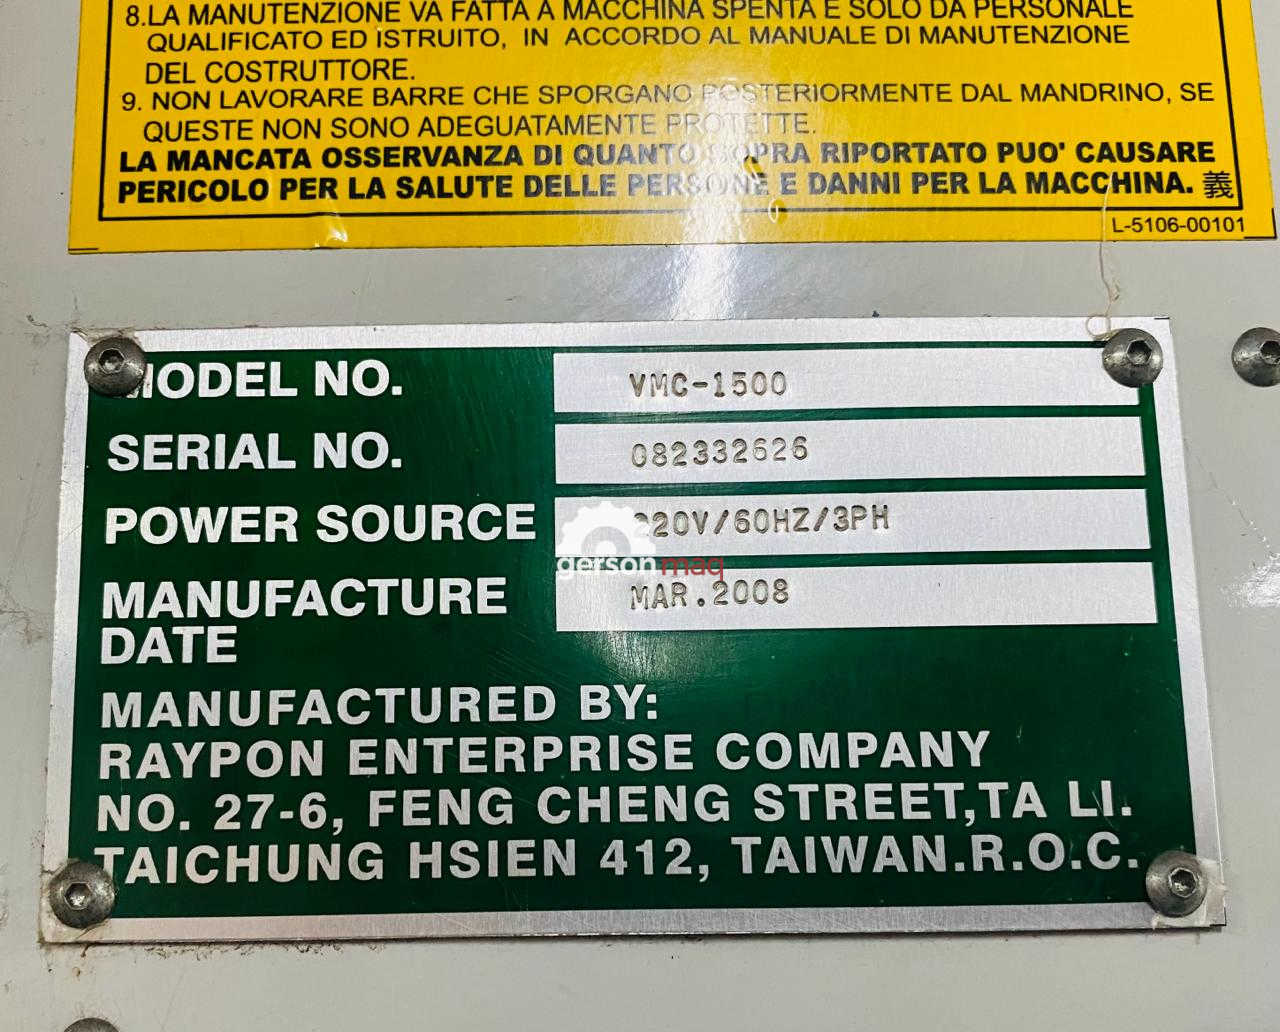 8.LA MANUTENZIONE VA FATTA A MACCHINA SPENTA E SOLO DA PERSONALE
QUALIFICATO ED ISTRUITO, IN ACCORDO AL MANUALE DI MANUTENZIONE
DEL COSTRUTTORE.
9. NON LAVORARE BARRE CHE SPORGANO POSTERIORMENTE DAL MANDRINO, SE
QUESTE NON SONO ADEGUATAMENTE PROTETTE.
LA MANCATA OSSERVANZA DI QUANTO SOPRA RIPORTATO PUO' CAUSARE
PERICOLO PER LA SALUTE DELLE PERSONE E DANNI PER LA MACCHINA. 義
L-5106-00101
MODEL NO. VMC-1500
SERIAL NO. 082332626
POWER SOURCE 220V/60HZ/3PH
gerson maq
MANUFACTURE MAR.2008
DATE
MANUFACTURED BY:
RAYPON ENTERPRISE COMPANY
NO. 27-6, FENG CHENG STREET,TA LI.
TAICHUNG HSIEN 412, TAIWAN.R.O.C.